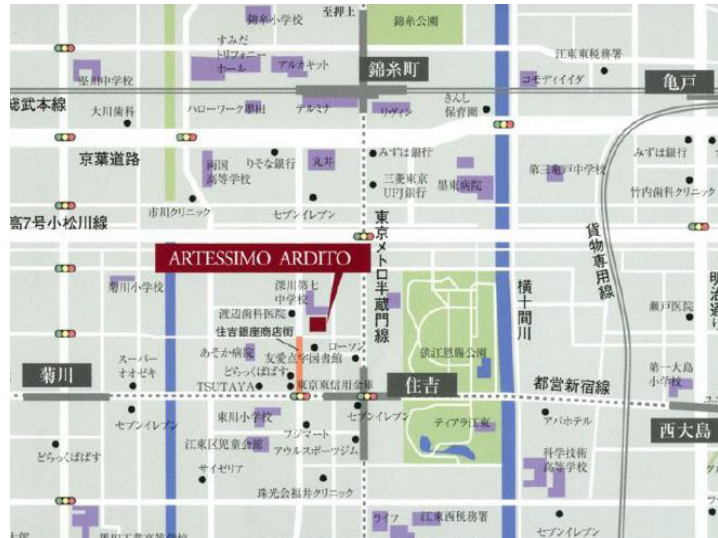 至押上
錦糸小学校
錦糸公園
すみだ
トリフォニー
ホール
アルカキット
錦糸町
江東東税務署
コモディイイダ
亀戸
竪川中学校
総武本線
大川歯科
ハローワーク墨田
テルミナ
リヴィン
きんし
保育園
京葉道路
両国
高等学校
りそな銀行
丸井
みずほ銀行
三菱東京
UFJ銀行
墨東病院
第三亀戸中学校
みずほ銀行
竹内歯科クリニック
市川クリニック
セブンイレブン
高7号小松川線
東京メトロ半蔵門線
横十間川
貨物専用線
明治通り
ARTESSIMO ARDITO
菊川小学校
深川第七
中学校
渡辺歯科医院
住吉銀座商店街
瀬戸医院
あそか病院
ローソン
友愛点字図書館
どらっくぱぱす
猿江恩賜公園
スーパー
オオゼキ
菊川
TSUTAYA
東京東信用金庫
住吉
都営新宿線
第一大島
小学校
セブンイレブン
東川小学校
セブンイレブン
ティアラ江東
アパホテル
西大島
フジマート
アウルスポーツジム
江東区児童会館
どらっくぱぱす
サイゼリア
科学技術
高等学校
珠光会福井クリニック
ライフ
江東西税務署
セブンイレブン